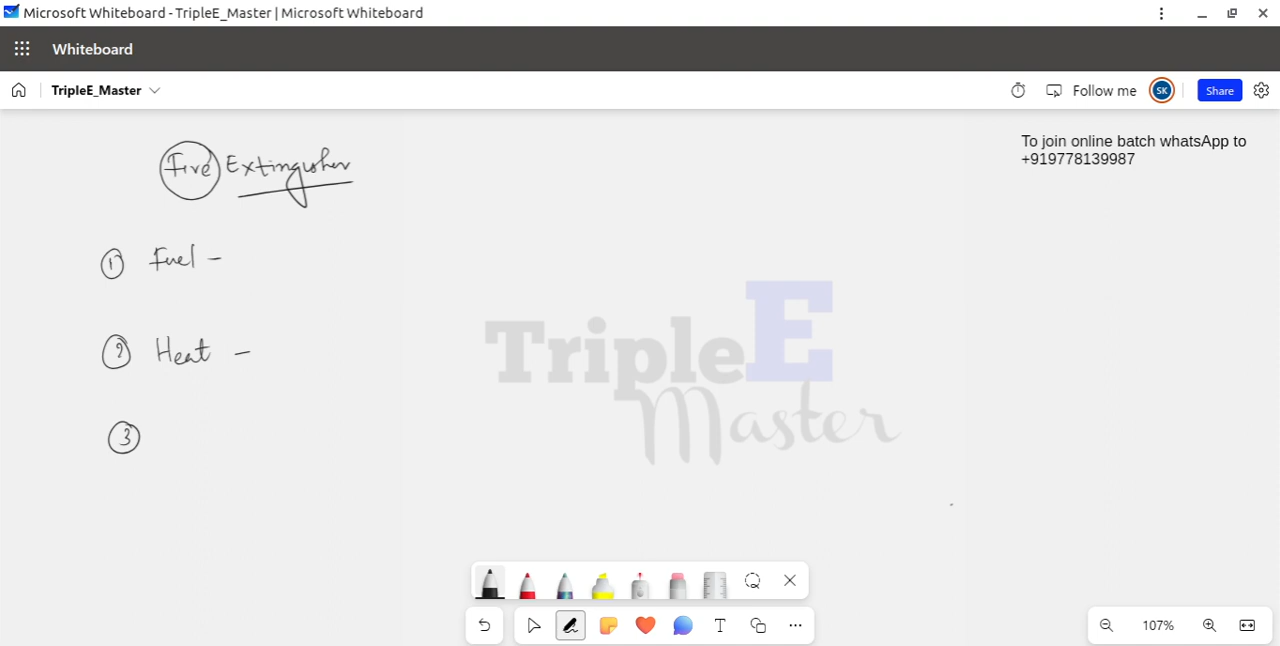 Microsoft Whiteboard - TripleE_Master | Microsoft Whiteboard
Whiteboard
TripleE_Master
Follow me
SK
Share
To join online batch whatsApp to
+919778139987
Fire Extinguisher
① Fuel -
② Heat -
③
TripleE
Master
107%